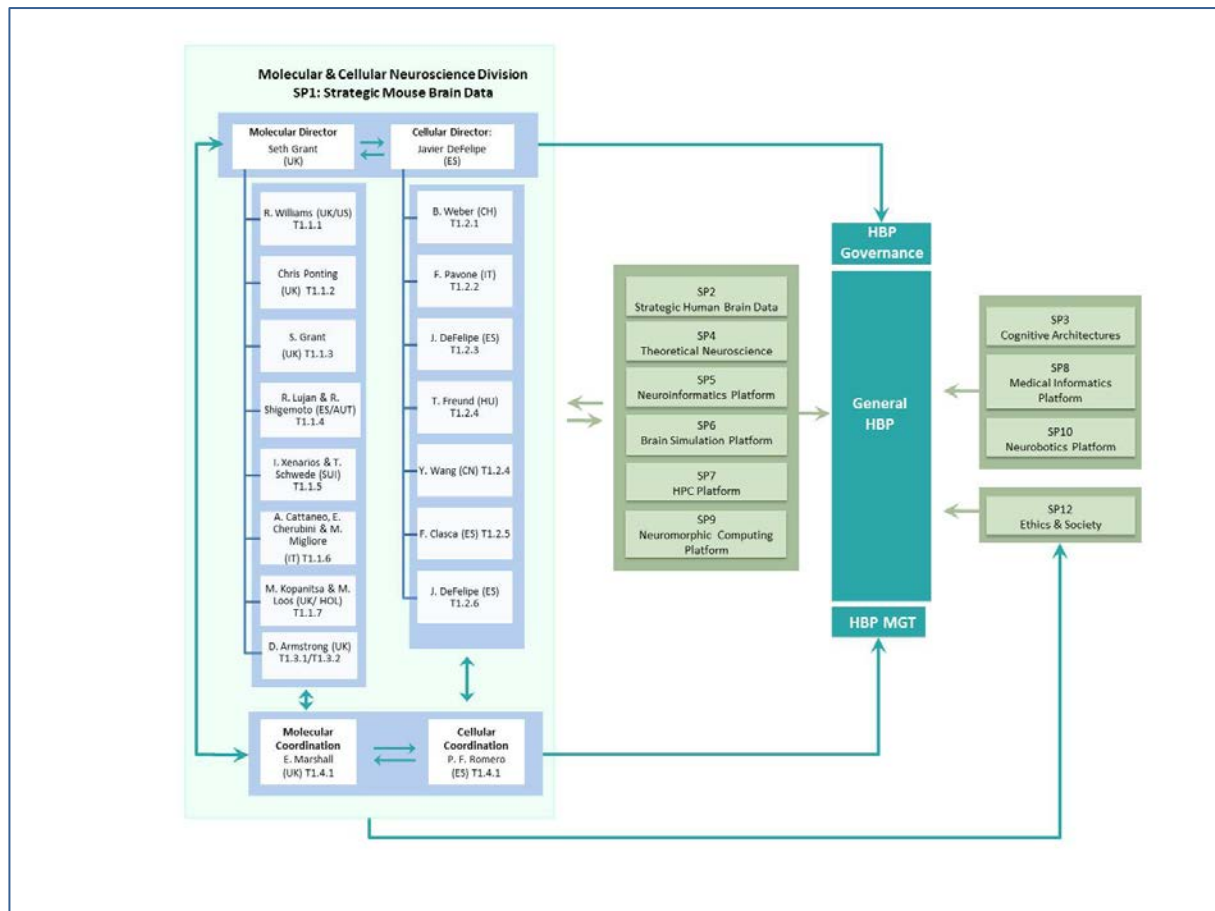 Molecular & Cellular Neuroscience Division
SP1: Strategic Mouse Brain Data
Molecular Director
Seth Grant
(UK)
Cellular Director:
Javier DeFelipe
(ES)
R. Williams (UK/US)
T1.1.1
Chris Ponting
(UK) T1.1.2
S. Grant
(UK) T1.1.3
R. Lujan & R.
Shigemoto (ES/AUT)
T1.1.4
I. Xenarios & T.
Schwede (SUI)
T1.1.5
A. Cattaneo, E.
Cherubini & M.
Migliore
(IT) T1.1.6
M. Kopanitsa & M.
Loos (UK/ HOL)
T1.1.7
D. Armstrong (UK)
T1.3.1/T1.3.2
B. Weber (CH)
T1.2.1
F. Pavone (IT)
T1.2.2
J. DeFelipe (ES)
T1.2.3
T. Freund (HU)
T1.2.4
Y. Wang (CN) T1.2.4
F. Clasca (ES) T1.2.5
J. DeFelipe (ES)
T1.2.6
Molecular
Coordination
E. Marshall
(UK) T1.4.1
Cellular
Coordination
P. F. Romero
(ES) T1.4.1
SP2
Strategic Human Brain Data
SP4
Theoretical Neuroscience
SP5
Neuroinformatics Platform
SP6
Brain Simulation Platform
SP7
HPC Platform
SP9
Neuromorphic Computing
Platform
HBP
Governance
General
HBP
HBP MGT
SP3
Cognitive Architectures
SP8
Medical Informatics
Platform
SP10
Neurobotics Platform
SP12
Ethics & Society